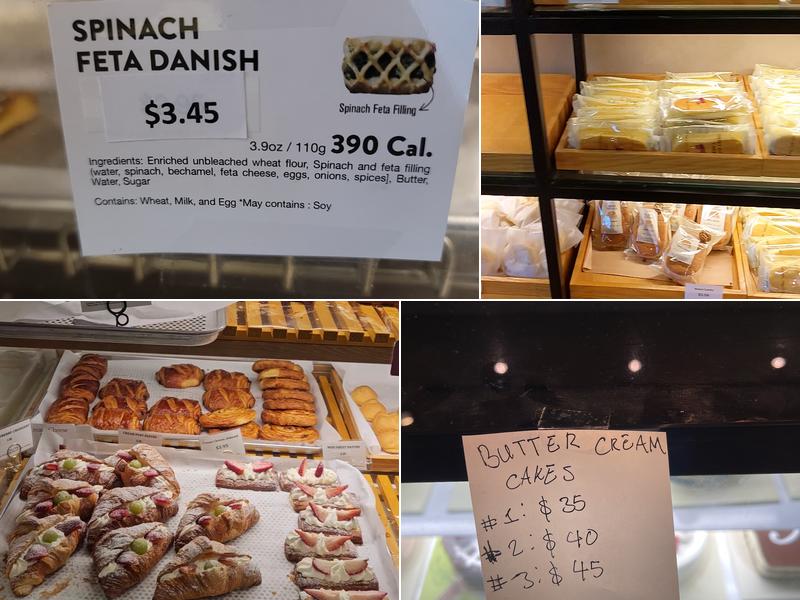 SPINACH
FETA DANISH
$3.45
Spinach Feta Filling
3.9oz / 110g 390 Cal.
Ingredients: Enriched unbleached wheat flour, Spinach and feta filling
(water, spinach, bechamel, feta cheese, eggs, onions, spices], Butter,
Water, Sugar
Contains: Wheat, Milk, and Egg *May contains : Soy
BUTTER CREAM
CAKES
#1: $35
#2: $40
#3: $45